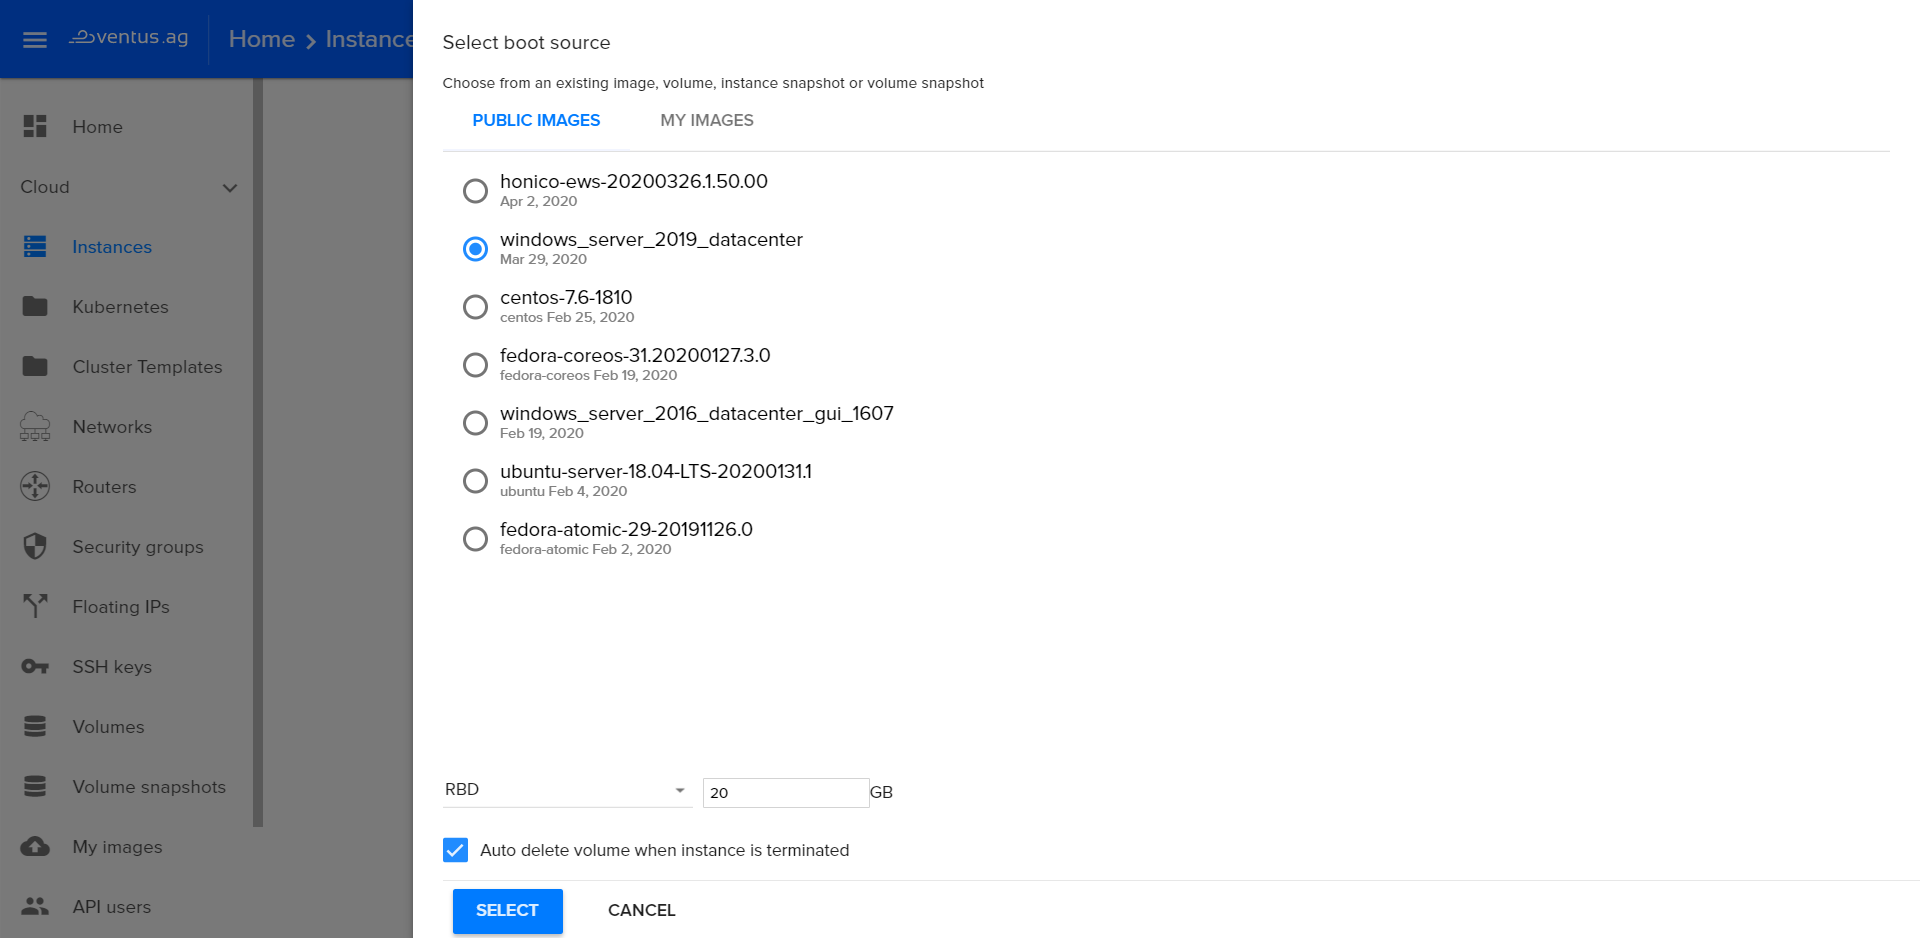 ventus.ag
Home > Instance
Home
Cloud
Instances
Kubernetes
Cluster Templates
Networks
Routers
Security groups
Floating IPs
SSH keys
Volumes
Volume snapshots
My images
API users
Select boot source
Choose from an existing image, volume, instance snapshot or volume snapshot
PUBLIC IMAGES MY IMAGES
honico-ews-20200326.1.50.00
Apr 2, 2020
windows_server_2019_datacenter
Mar 29, 2020
centos-7.6-1810
centos Feb 25, 2020
fedora-coreos-31.20200127.3.0
fedora-coreos Feb 19, 2020
windows_server_2016_datacenter_gui_1607
Feb 19, 2020
ubuntu-server-18.04-LTS-20200131.1
ubuntu Feb 4, 2020
fedora-atomic-29-20191126.0
fedora-atomic Feb 2, 2020
RBD 20 GB
Auto delete volume when instance is terminated
SELECT CANCEL